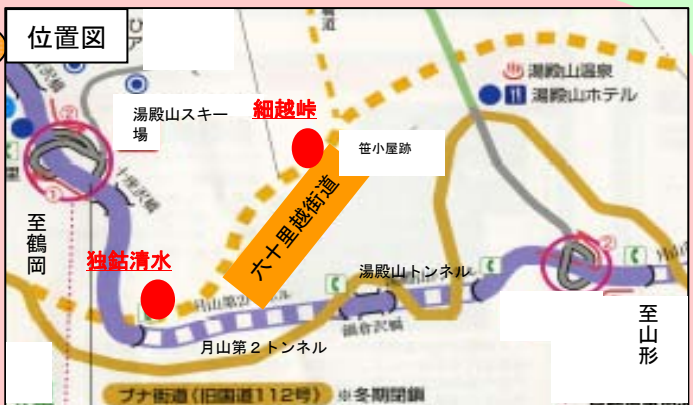 位置図
湯殿山スキー
場
細越峠
笹小屋跡
湯殿山温泉
湯殿山ホテル
六十里越街道
至鶴岡
独鈷清水
湯殿山トンネル
月山第２トンネル
至山形
ブナ街道(旧国道112号) ※冬期閉鎖